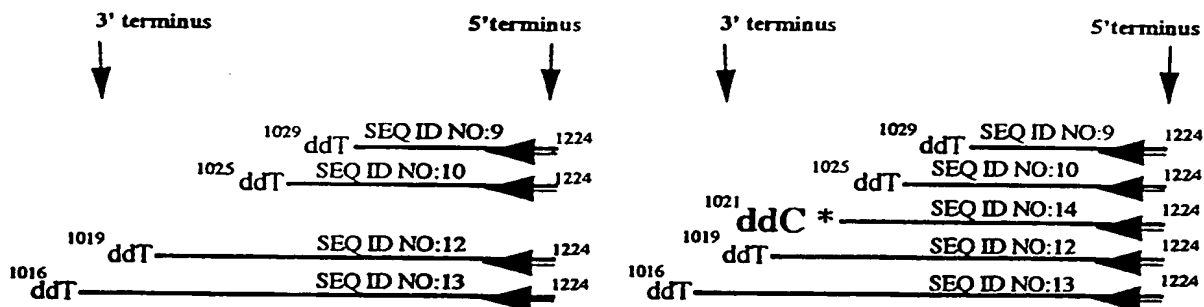 3' terminus 5'terminus 3' terminus 5'terminus
1029 ddT SEQ ID NO:9 1224 1029 ddT SEQ ID NO:9 1224
1025 ddT SEQ ID NO:10 1224 1025 ddT SEQ ID NO:10 1224
1021 ddC * SEQ ID NO:14 1224
1019 ddT SEQ ID NO:12 1224 1019 ddT SEQ ID NO:12 1224
1016 ddT SEQ ID NO:13 1224 1016 ddT SEQ ID NO:13 1224